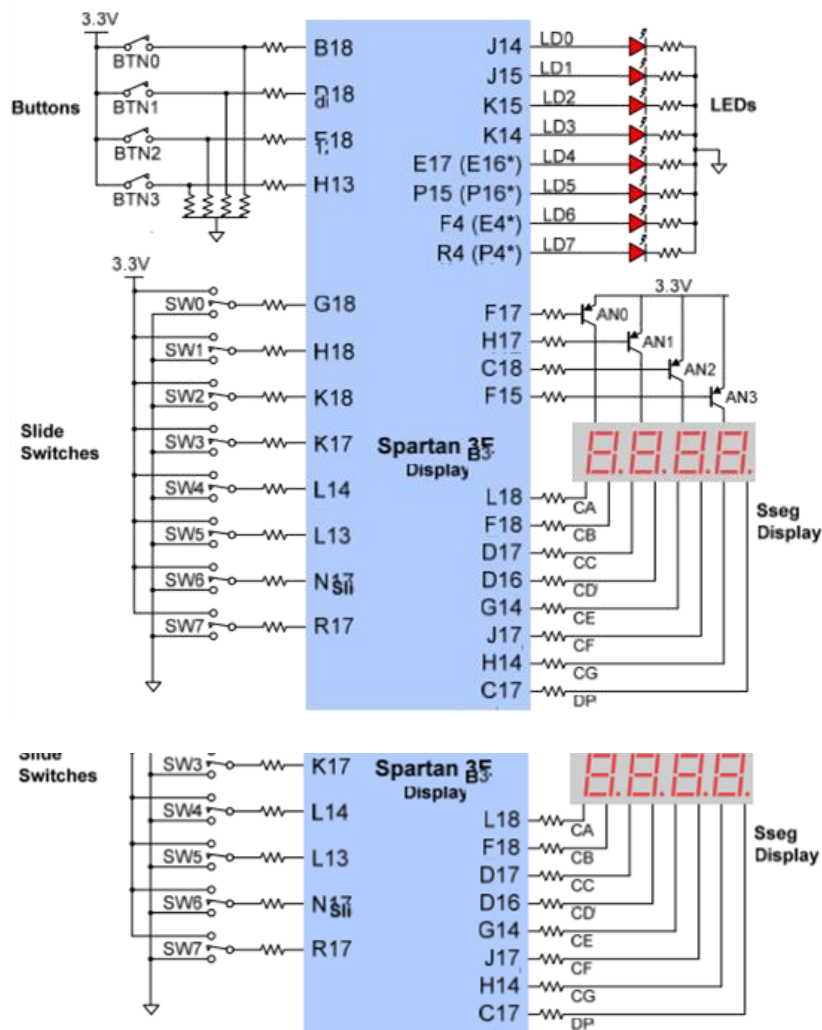 3.3V
BTN0
B18
BTN1
D18
BTN2
BTN3
H13
Buttons
J14 LD0
J15 LD1
K15 LD2
K14 LD3
E17 (E16*) LD4
P15 (P16*) LD5
F4 (E4*) LD6
R4 (P4*) LD7
LEDs
3.3V
SW0 G18
SW1 H18
SW2 K18
SW3 K17
SW4 L14
SW5 L13
SW6
SW7 R17
Slide
Switches
3.3V
F17 AN0
H17 AN1
C18 AN2
F15 AN3
Spartan
Display
L18 CA
F18 CB
D17 CC
D16 CD
G14 CE
J17 CF
H14 CG
C17 DP
Sseg
Display
Slide
Switches
SW3 K17
SW4 L14
SW5 L13
SW6
SW7 R17
Spartan
Display
L18 CA
F18 CB
D17 CC
D16 CD
G14 CE
J17 CF
H14 CG
C17 DP
Sseg
Display